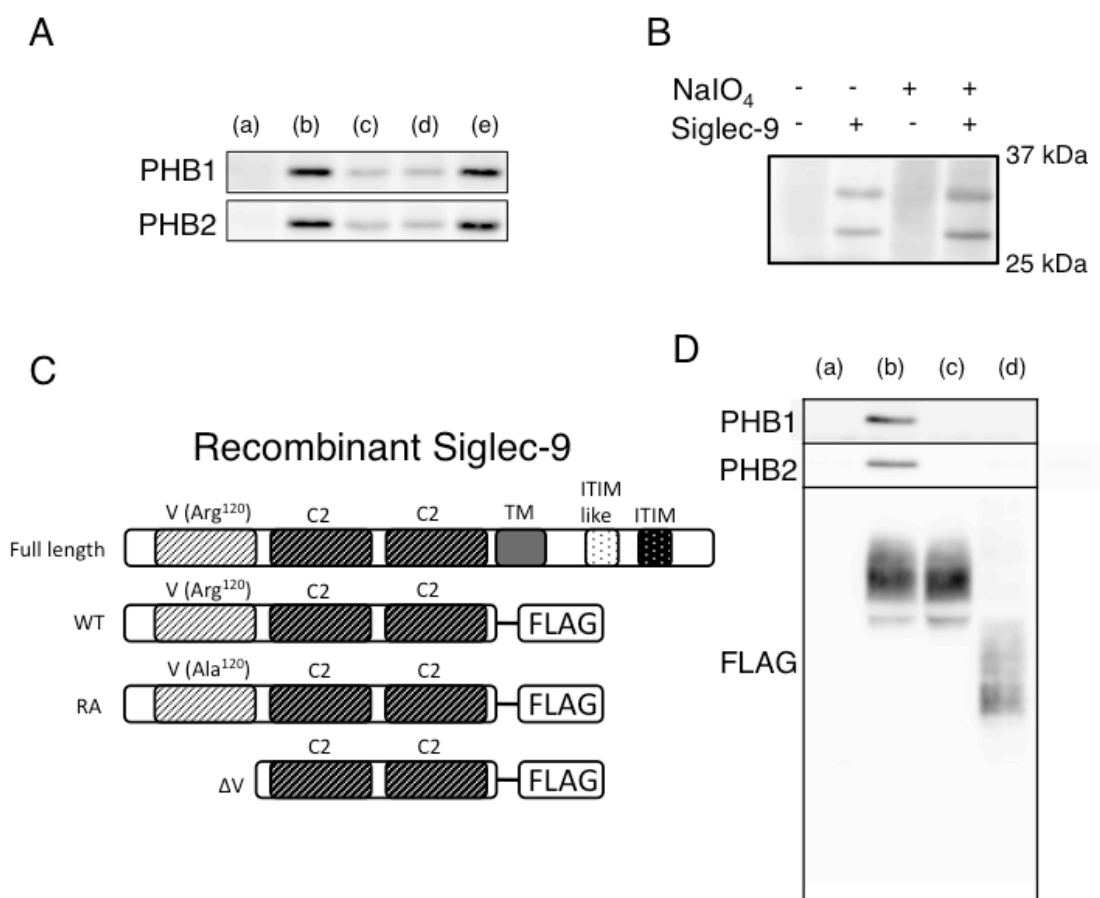 A
(a) (b) (c) (d) (e)
PHB1
PHB2
B
NaIO4 - - + +
Siglec-9 - + - +
37 kDa
25 kDa
C
Recombinant Siglec-9
V (Arg120) C2 C2 TM ITIM like ITIM
Full length
V (Arg120) C2 C2
WT FLAG
V (Ala120) C2 C2
RA FLAG
C2 C2
ΔV FLAG
D
(a) (b) (c) (d)
PHB1
PHB2
FLAG